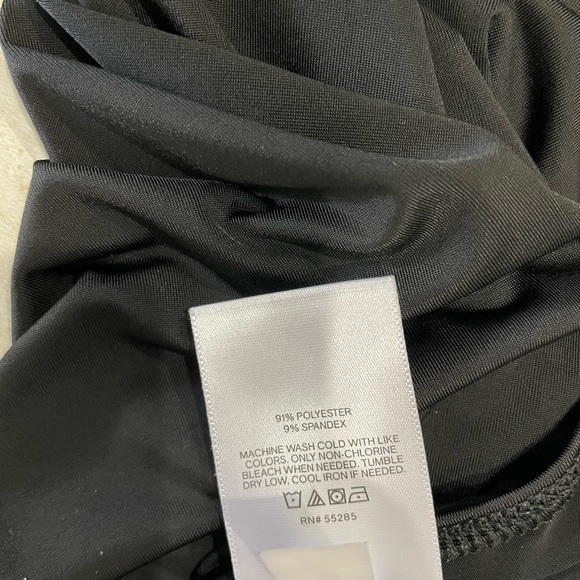 91% POLYESTER
9% SPANDEX
MACHINE WASH COLD WITH LIKE
COLORS. ONLY NON-CHLORINE
BLEACH WHEN NEEDED. TUMBLE
DRY LOW. COOL IRON IF NEEDED
RN# 55285